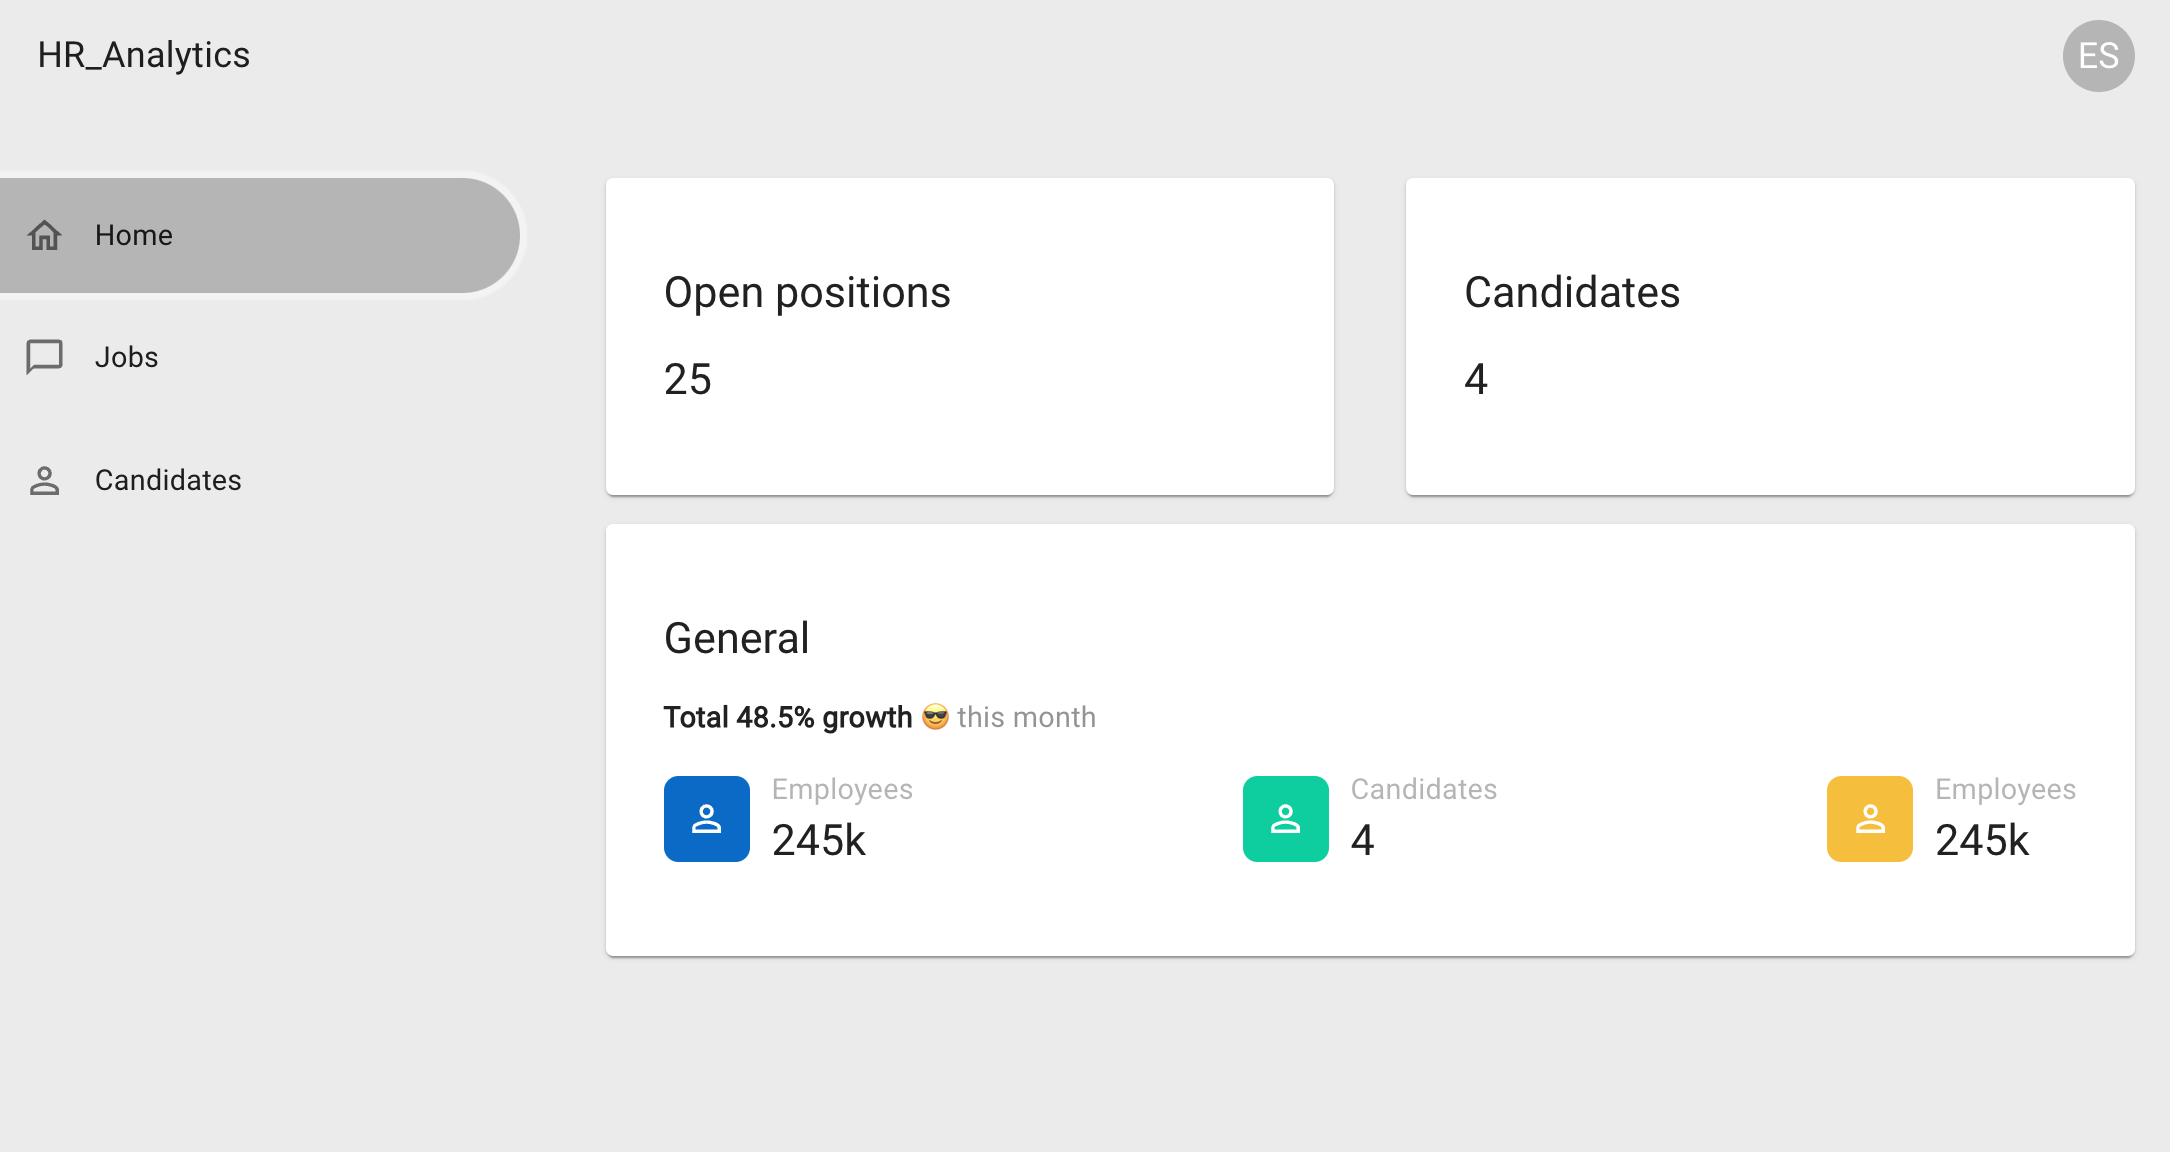 HR_Analytics
ES
Home
Jobs
Candidates
Open positions
25
Candidates
4
General
Total 48.5% growth 😎 this month
Employees
245k
Candidates
4
Employees
245k